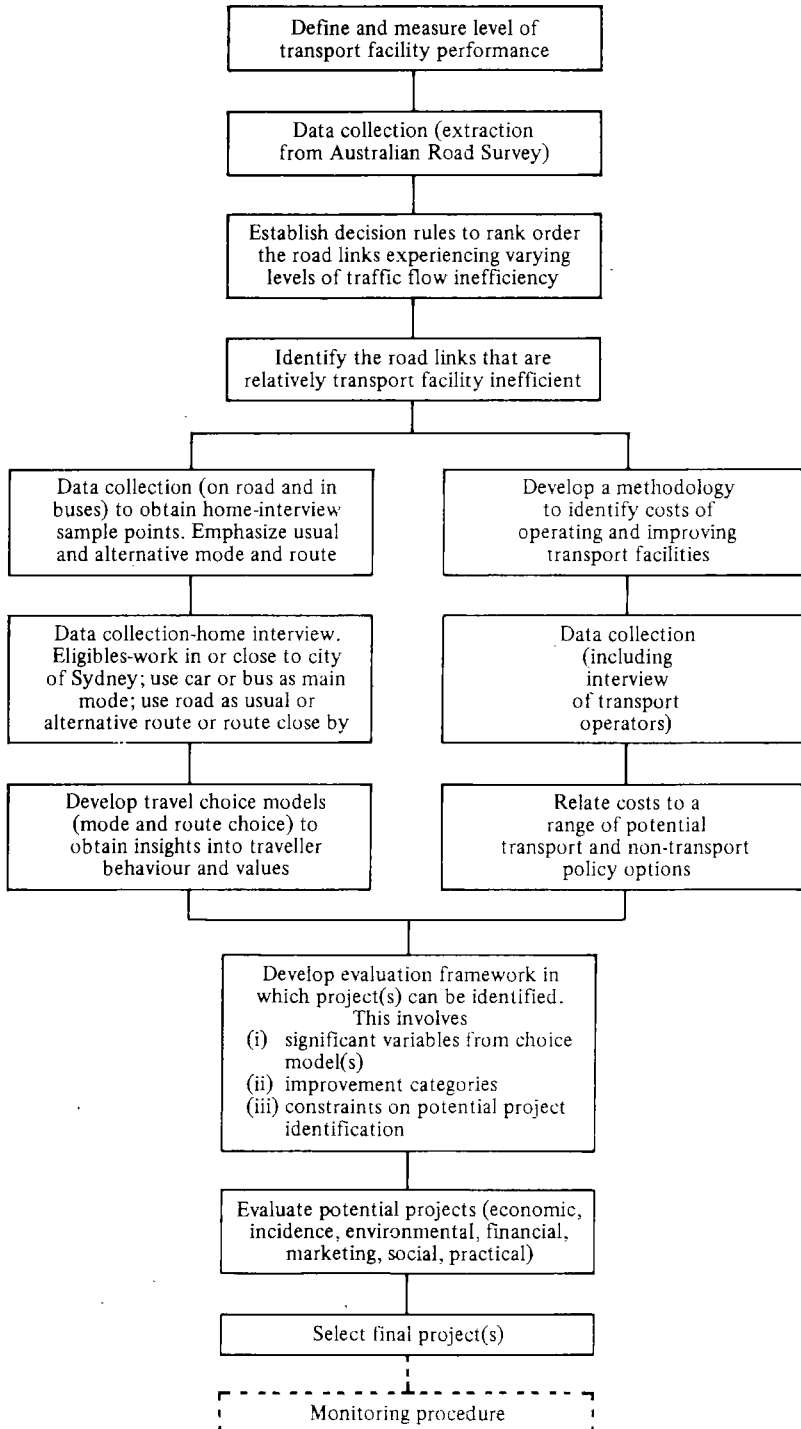 Define and measure level of
transport facility performance
Data collection (extraction
from Australian Road Survey)
Establish decision rules to rank order
the road links experiencing varying
levels of traffic flow inefficiency
Identify the road links that are
relatively transport facility inefficient
Data collection (on road and in
buses) to obtain home-interview
sample points. Emphasize usual
and alternative mode and route
Develop a methodology
to identify costs of
operating and improving
transport facilities
Data collection-home interview.
Eligibles-work in or close to city
of Sydney; use car or bus as main
mode; use road as usual or
alternative route or route close by
Data collection
(including
interview
of transport
operators)
Develop travel choice models
(mode and route choice) to
obtain insights into traveller
behaviour and values
Relate costs to a
range of potential
transport and non-transport
policy options
Develop evaluation framework in
which project(s) can be identified.
This involves
(i) significant variables from choice
model(s)
(ii) improvement categories
(iii) constraints on potential project
identification
Evaluate potential projects (economic,
incidence, environmental, financial,
marketing, social, practical)
Select final project(s)
Monitoring procedure